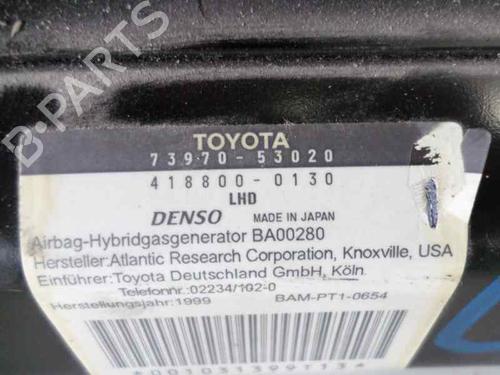 B-PARTS
TOYOTA
73970-53020
418800-0130
LHD
DENSO MADE IN JAPAN
Airbag-Hybridgasgenerator BA00280
Hersteller:Atlantic Research Corporation, Knoxville, USA
Einführer:Toyota Deutschland GmbH, Köln
Telefonnr.:02234/102-0
Herstellungsjahr:1999 BAM-PT1-0654
*001031399T13*